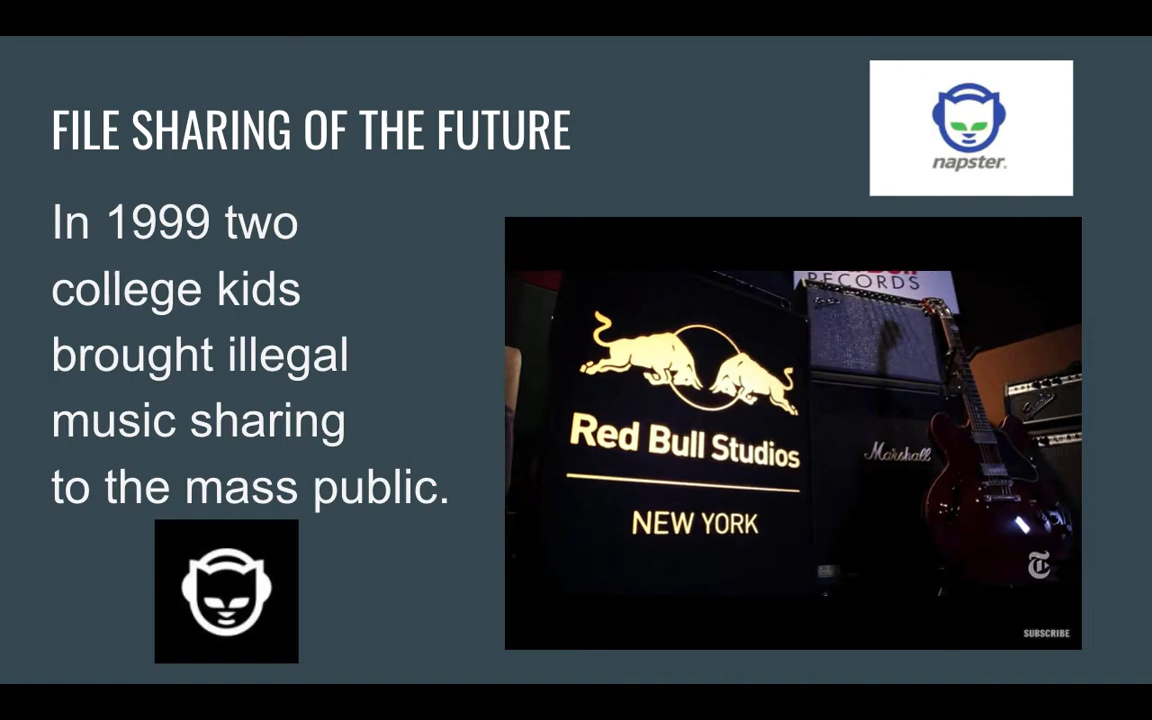 FILE SHARING OF THE FUTURE
napster.
In 1999 two
college kids
brought illegal
music sharing
to the mass public.
RECORDS
Red Bull Studios
NEW YORK
Marshall
Fender
SUBSCRIBE